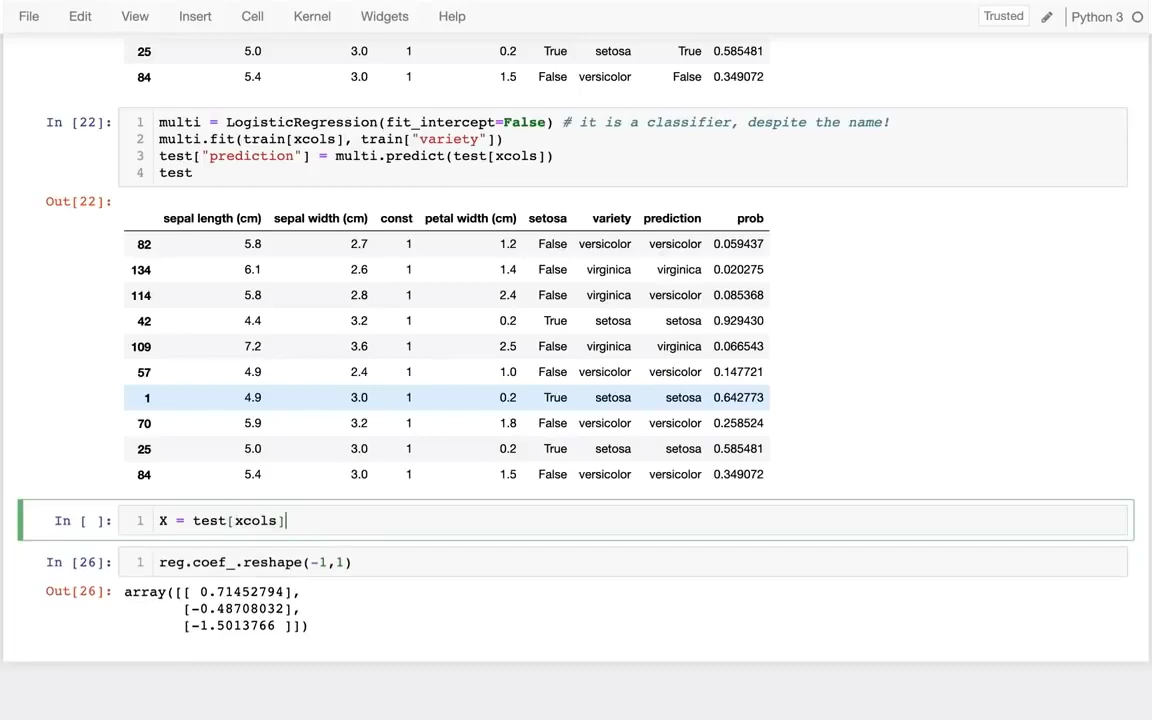 File Edit View Insert Cell Kernel Widgets Help Trusted Python 3
25 5.0 3.0 1 0.2 True setosa True 0.585481
84 5.4 3.0 1 1.5 False versicolor False 0.349072
In [22]: 1 multi = LogisticRegression(fit_intercept=False) # it is a classifier, despite the name!
2 multi.fit(train[xcols], train["variety"])
3 test["prediction"] = multi.predict(test[xcols])
4 test
Out[22]:
sepal length (cm) sepal width (cm) const petal width (cm) setosa variety prediction prob
82 5.8 2.7 1 1.2 False versicolor versicolor 0.059437
134 6.1 2.6 1 1.4 False virginica virginica 0.020275
114 5.8 2.8 1 2.4 False virginica versicolor 0.085368
42 4.4 3.2 1 0.2 True setosa setosa 0.929430
109 7.2 3.6 1 2.5 False virginica virginica 0.066543
57 4.9 2.4 1 1.0 False versicolor versicolor 0.147721
1 4.9 3.0 1 0.2 True setosa setosa 0.642773
70 5.9 3.2 1 1.8 False versicolor versicolor 0.258524
25 5.0 3.0 1 0.2 True setosa setosa 0.585481
84 5.4 3.0 1 1.5 False versicolor versicolor 0.349072
In [ ]: 1 X = test[xcols]
In [26]: 1 reg.coef_.reshape(-1,1)
Out[26]: array([[ 0.71452794],
[-0.48708032],
[-1.5013766 ]])